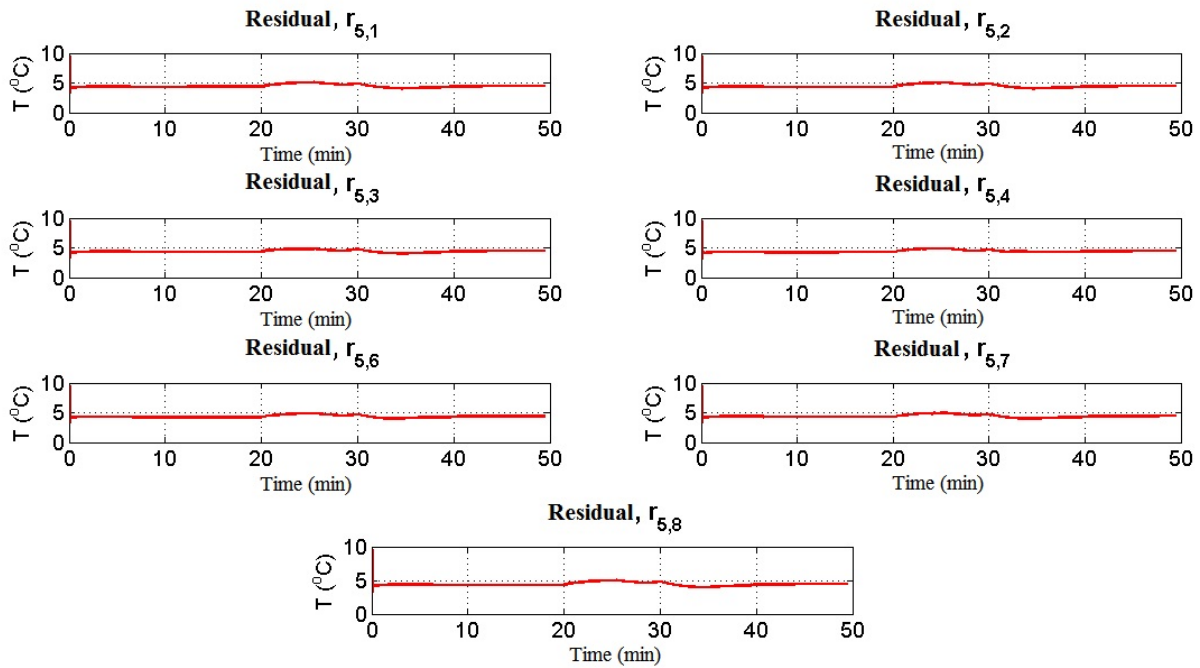 Residual, r5,1
Residual, r5,2
10
5
0
T (⁰C)
0 10 20 30 40 50
Time (min)
10
5
0
T (⁰C)
0 10 20 30 40 50
Time (min)
Residual, r5,3
Residual, r5,4
10
5
0
T (⁰C)
0 10 20 30 40 50
Time (min)
10
5
0
T (⁰C)
0 10 20 30 40 50
Time (min)
Residual, r5,6
Residual, r5,7
10
5
0
T (⁰C)
0 10 20 30 40 50
Time (min)
10
5
0
T (⁰C)
0 10 20 30 40 50
Time (min)
Residual, r5,8
10
5
0
T (⁰C)
0 10 20 30 40 50
Time (min)